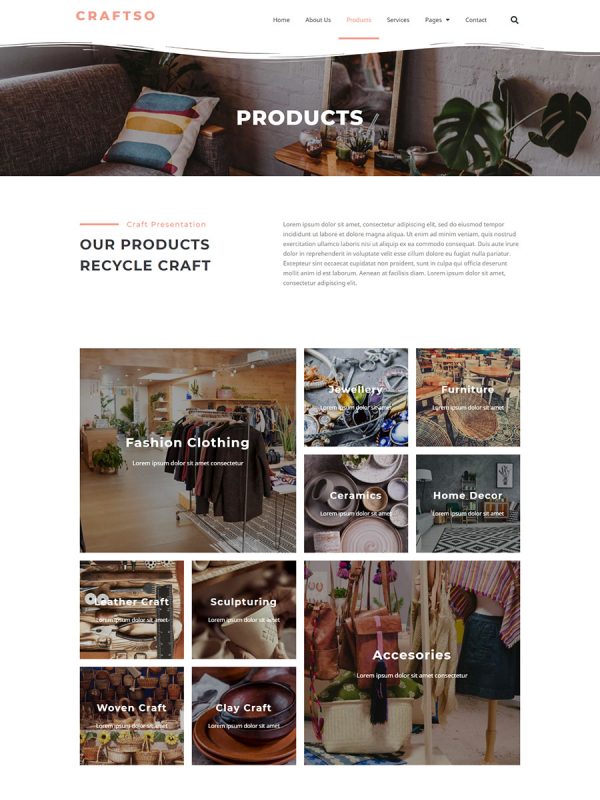 CRAFTSO
Home About Us Products Services Pages Contact
PRODUCTS
Craft Presentation
OUR PRODUCTS
RECYCLE CRAFT
Lorem ipsum dolor sit amet, consectetur adipiscing elit, sed do eiusmod tempor
incididunt ut labore et dolore magna aliqua. Ut enim ad minim veniam, quis nostrud
exercitation ullamco laboris nisi ut aliquip ex ea commodo consequat. Duis aute irure
dolor in reprehenderit in voluptate velit esse cillum dolore eu fugiat nulla pariatur.
Excepteur sint occaecat cupidatat non proident, sunt in culpa qui officia deserunt
mollit anim id est laborum. Aenean at facilisis diam. Lorem ipsum dolor sit amet,
consectetur adipiscing elit.
Fashion Clothing
Lorem ipsum dolor sit amet consectetur
Jewellery
Lorem ipsum dolor sit amet
Furniture
Lorem ipsum dolor sit amet
Ceramics
Lorem ipsum dolor sit amet
Home Decor
Lorem ipsum dolor sit amet
Leather Craft
Lorem ipsum dolor sit amet
Sculpturing
Lorem ipsum dolor sit amet
Woven Craft
Lorem ipsum dolor sit amet
Clay Craft
Lorem ipsum dolor sit amet
Accesories
Lorem ipsum dolor sit amet consectetur